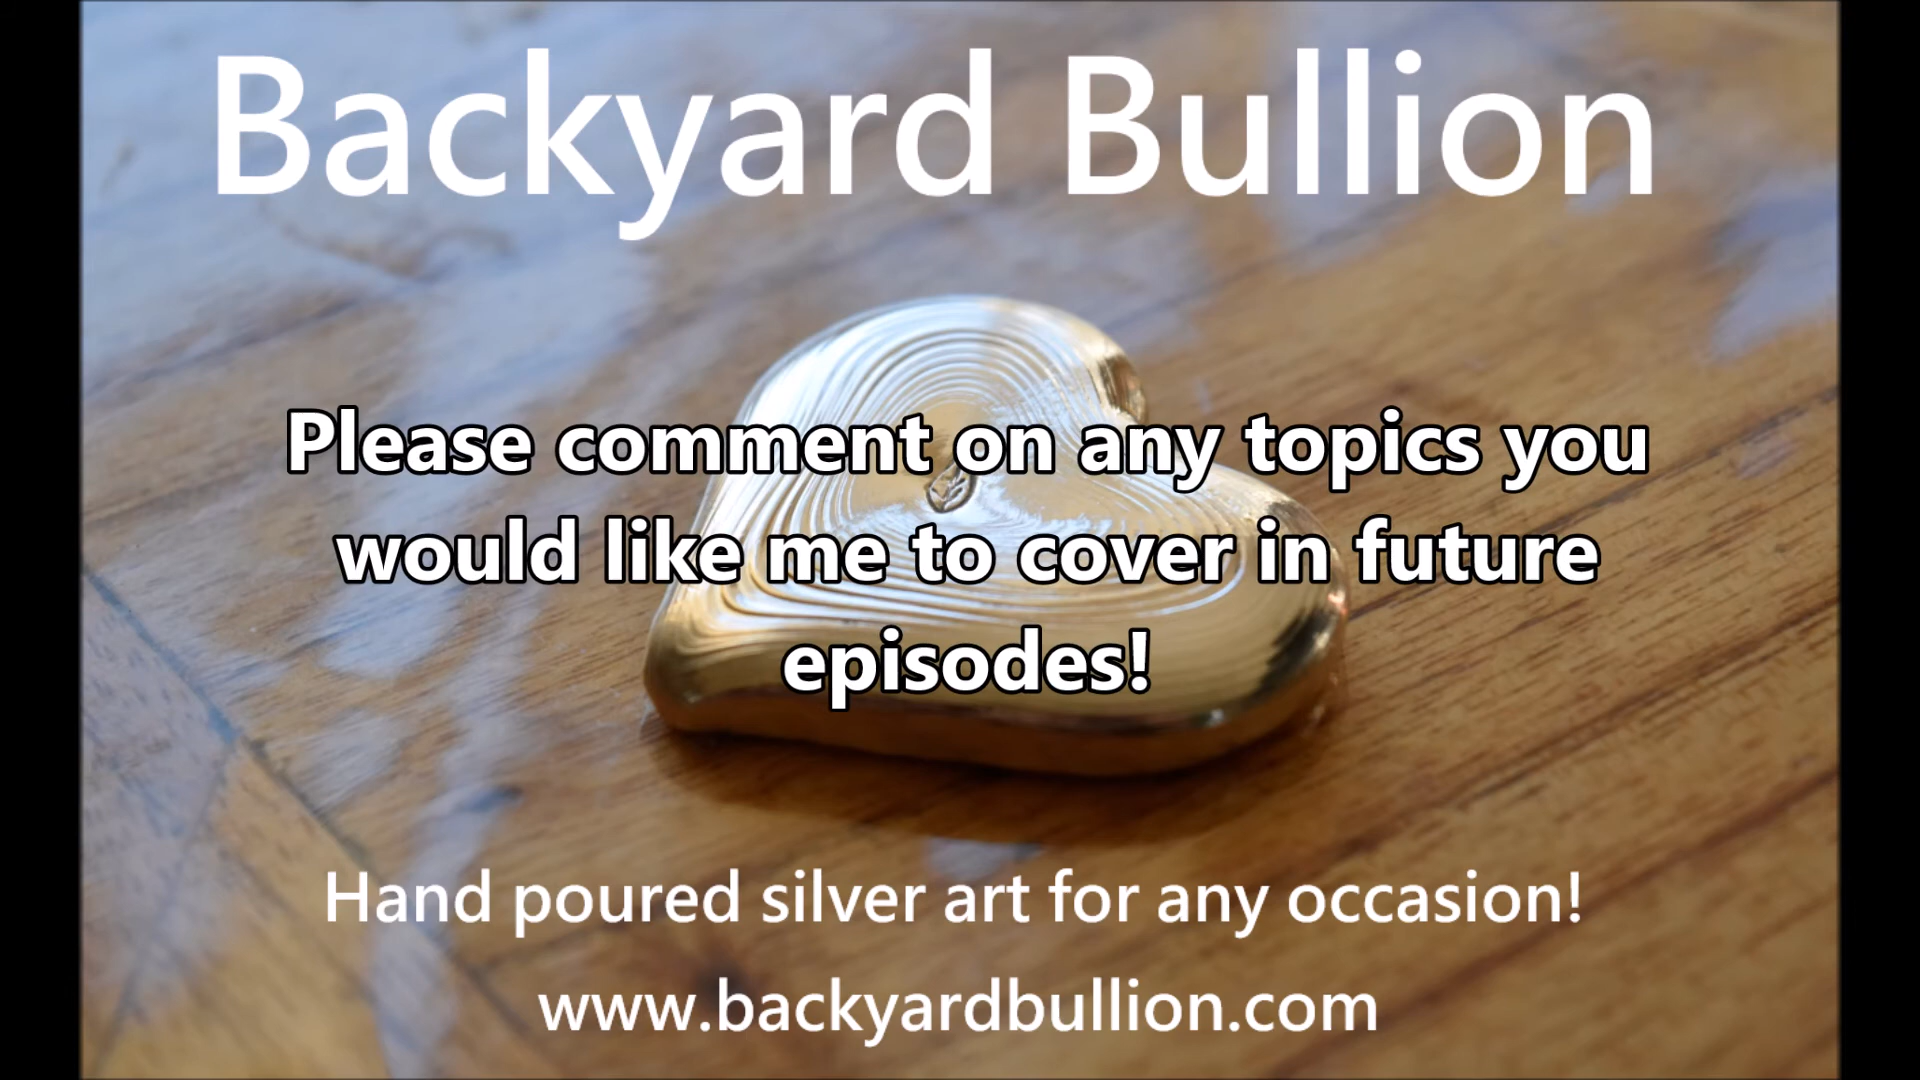 Backyard Bullion
Please comment on any topics you
would like me to cover in future
episodes!
Hand poured silver art for any occasion!
www.backyardbullion.com